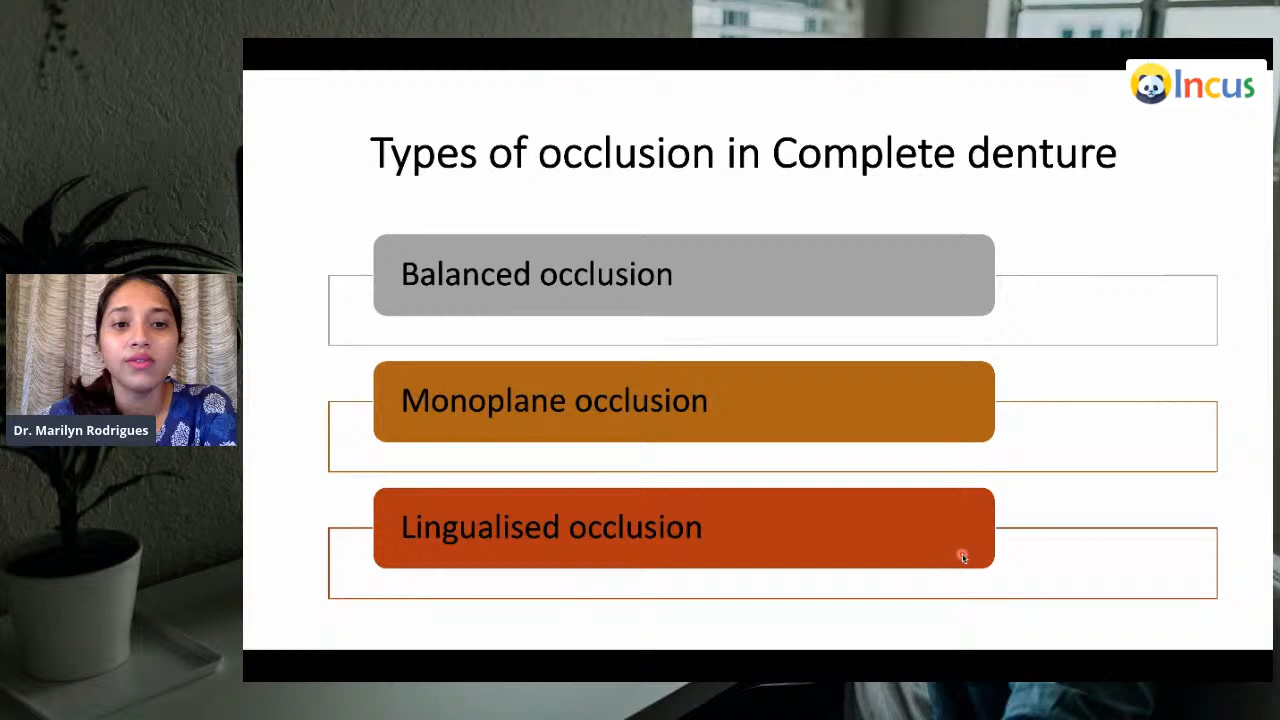 Incus
Types of occlusion in Complete denture
Balanced occlusion
Monoplane occlusion
Lingualised occlusion
Dr. Marilyn Rodrigues